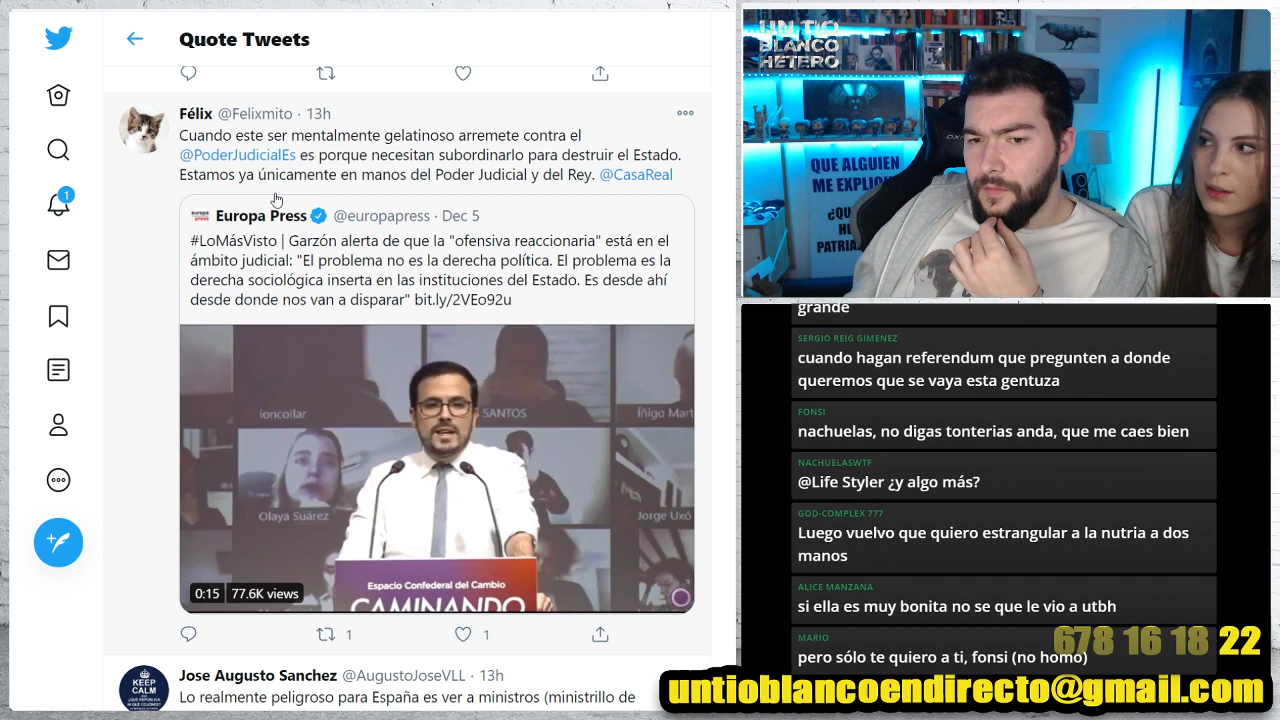 Quote Tweets
Félix @Felixmito · 13h
Cuando este ser mentalmente gelatinoso arremete contra el
@PoderJudicialEs es porque necesitan subordinarlo para destruir el Estado.
Estamos ya únicamente en manos del Poder Judicial y del Rey. @CasaReal
Europa Press @europapress · Dec 5
#LoMásVisto | Garzón alerta de que la "ofensiva reaccionaria" está en el
ámbito judicial: "El problema no es la derecha política. El problema es la
derecha sociológica inserta en las instituciones del Estado. Es desde ahí
desde donde nos van a disparar" bit.ly/2VEo92u
ioncollar
SANTOS
Íñigo Mart
Olaya Suárez
Jorge Uxó
Espacio Confederal del Cambio
CAMINANDO
0:15 77.6K views
1
1
1
Jose Augusto Sanchez @AugustoJoseVLL · 13h
Lo realmente peligroso para España es ver a ministros (ministrillo de
KEEP
CALM
UN TIO
BLANCO
HETERO
QUE ALGUIEN
ME EXPLIC
PATRIA
grande
SERGIO REIG GIMENEZ
cuando hagan referendum que pregunten a donde
queremos que se vaya esta gentuza
FONSI
nachuelas, no digas tonterias anda, que me caes bien
NACHUELASWTF
@Life Styler ¿y algo más?
GOD-COMPLEX 777
Luego vuelvo que quiero estrangular a la nutria a dos
manos
ALICE MANZANA
si ella es muy bonita no se que le vio a utbh
MARIO
pero sólo te quiero a ti, fonsi (no homo)
678 16 18 22
untioblancoendirecto@gmail.com